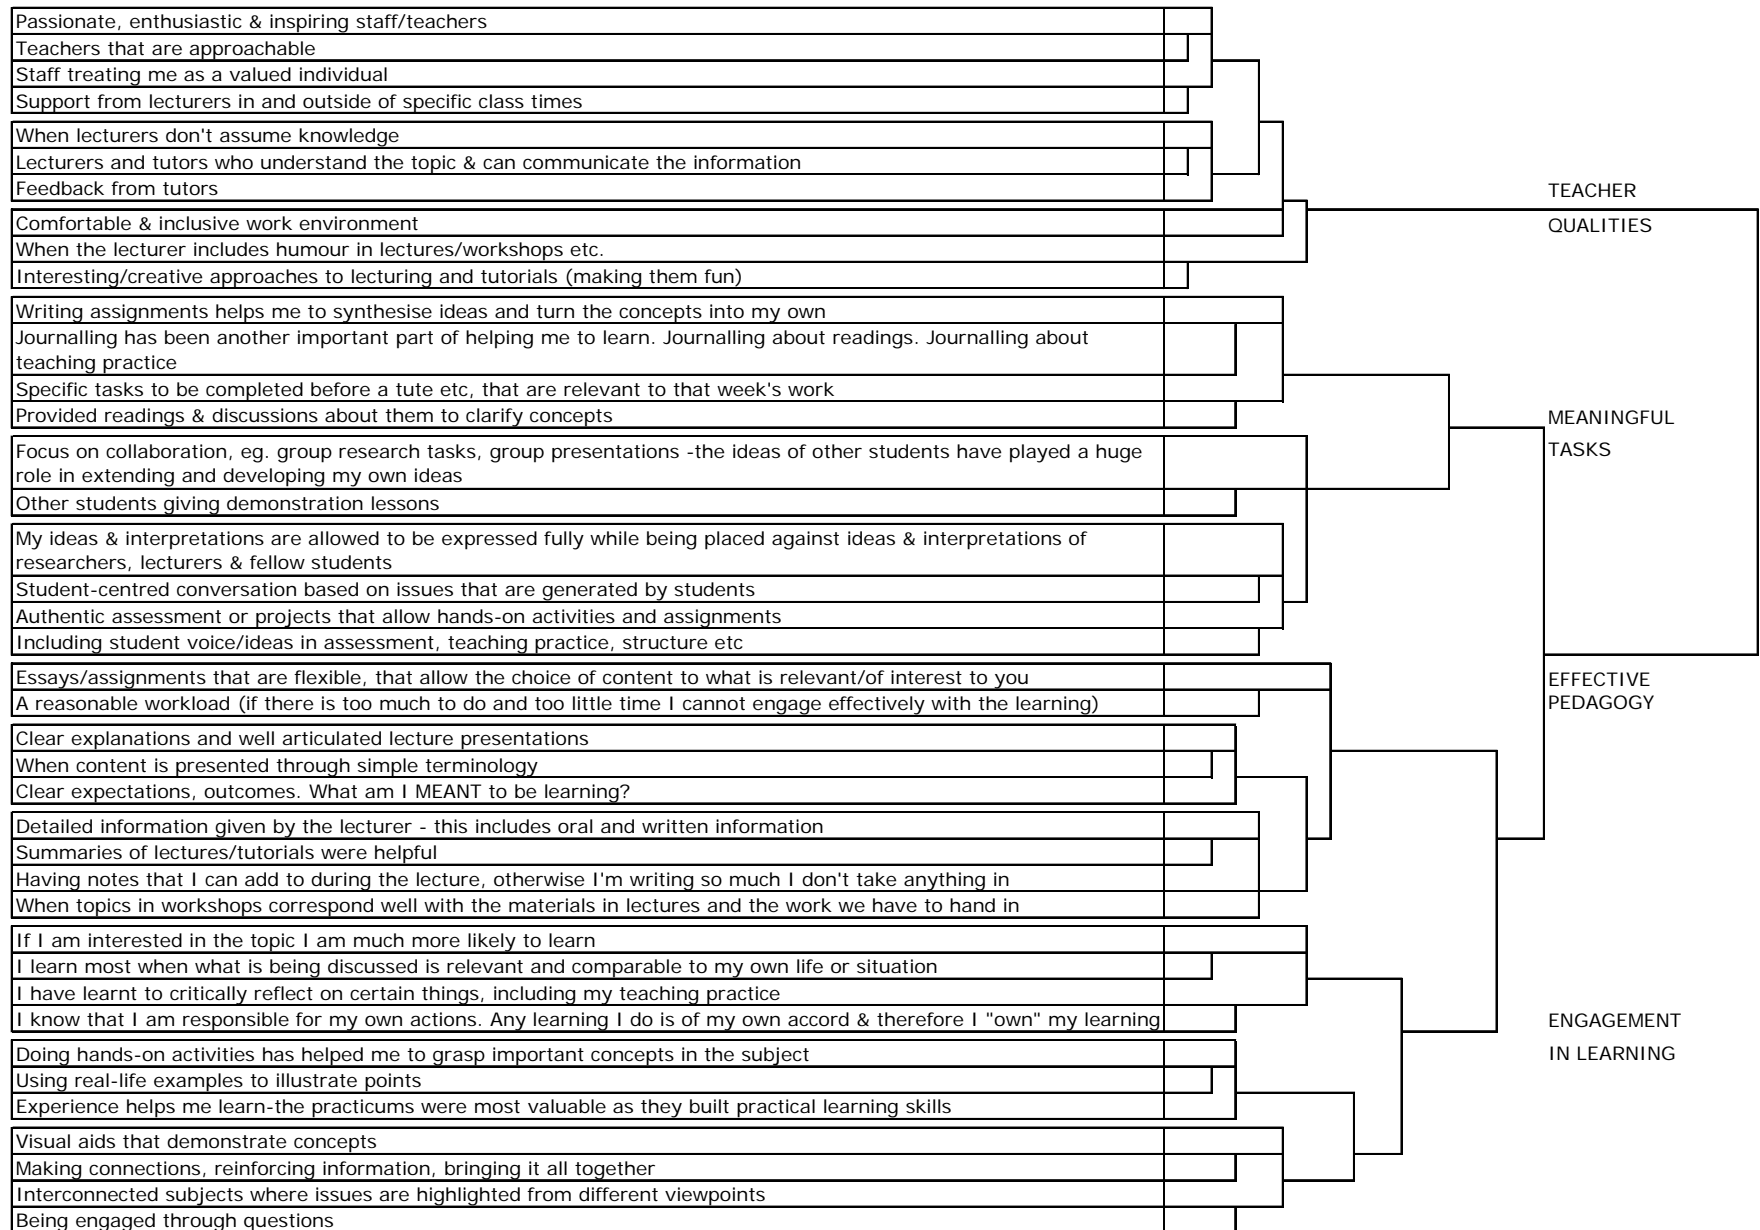 Passionate, enthusiastic & inspiring staff/teachers
Teachers that are approachable
Staff treating me as a valued individual
Support from lecturers in and outside of specific class times
When lecturers don't assume knowledge
Lecturers and tutors who understand the topic & can communicate the information
Feedback from tutors
TEACHER
Comfortable & inclusive work environment
QUALITIES
When the lecturer includes humour in lectures/workshops etc.
Interesting/creative approaches to lecturing and tutorials (making them fun)
Writing assignments helps me to synthesise ideas and turn the concepts into my own
Journalling has been another important part of helping me to learn. Journalling about readings. Journalling about
teaching practice
Specific tasks to be completed before a tute etc, that are relevant to that week's work
Provided readings & discussions about them to clarify concepts
MEANINGFUL
Focus on collaboration, eg. group research tasks, group presentations -the ideas of other students have played a huge
TASKS
role in extending and developing my own ideas
Other students giving demonstration lessons
My ideas & interpretations are allowed to be expressed fully while being placed against ideas & interpretations of
researchers, lecturers & fellow students
Student-centred conversation based on issues that are generated by students
Authentic assessment or projects that allow hands-on activities and assignments
Including student voice/ideas in assessment, teaching practice, structure etc
Essays/assignments that are flexible, that allow the choice of content to what is relevant/of interest to you
EFFECTIVE
A reasonable workload (if there is too much to do and too little time I cannot engage effectively with the learning)
PEDAGOGY
Clear explanations and well articulated lecture presentations
When content is presented through simple terminology
Clear expectations, outcomes. What am I MEANT to be learning?
Detailed information given by the lecturer - this includes oral and written information
Summaries of lectures/tutorials were helpful
Having notes that I can add to during the lecture, otherwise I'm writing so much I don't take anything in
When topics in workshops correspond well with the materials in lectures and the work we have to hand in
If I am interested in the topic I am much more likely to learn
I learn most when what is being discussed is relevant and comparable to my own life or situation
I have learnt to critically reflect on certain things, including my teaching practice
I know that I am responsible for my own actions. Any learning I do is of my own accord & therefore I "own" my learning
ENGAGEMENT
Doing hands-on activities has helped me to grasp important concepts in the subject
IN LEARNING
Using real-life examples to illustrate points
Experience helps me learn-the practicums were most valuable as they built practical learning skills
Visual aids that demonstrate concepts
Making connections, reinforcing information, bringing it all together
Interconnected subjects where issues are highlighted from different viewpoints
Being engaged through questions